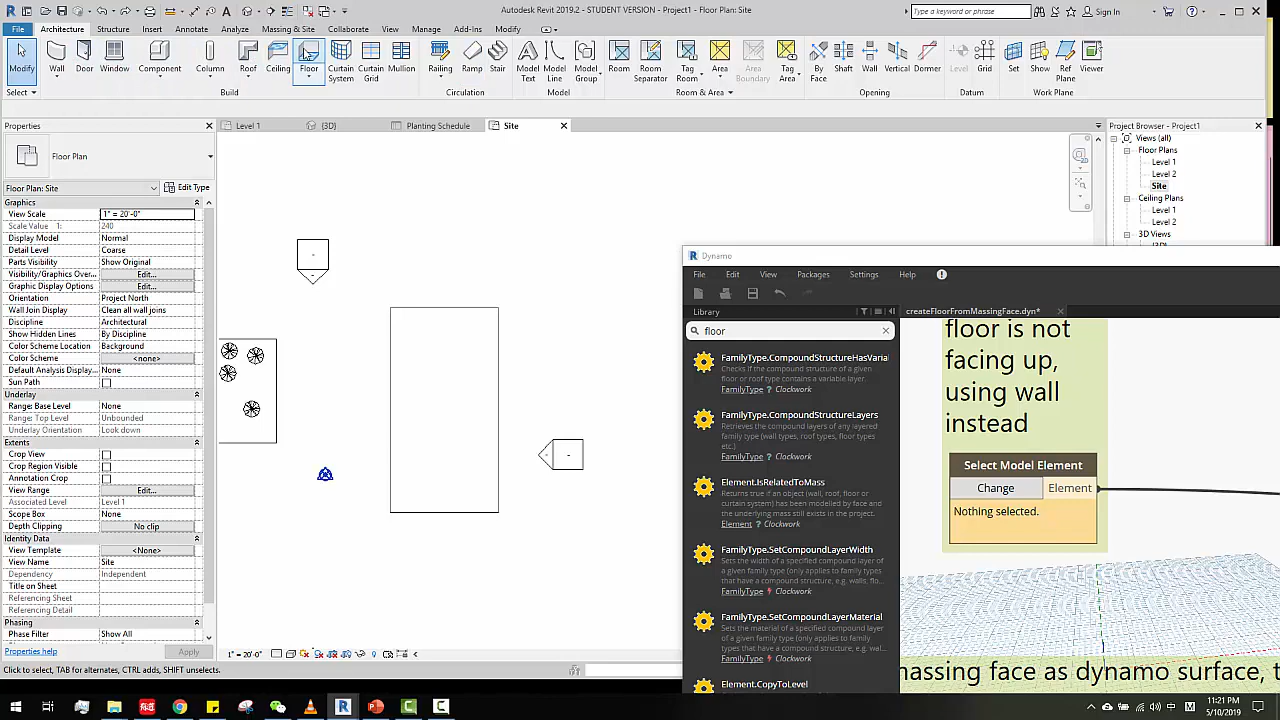 Autodesk Revit 2019.2 - STUDENT VERSION - Project1 - Floor Plan: Site
Type a keyword or phrase
Sign In
File
Architecture
Insert
Annotate
Analyze
Massing & Site
Collaborate
View
Manage
Add-Ins
Modify
Modify
Wall
Door
Window
Component
Column
Roof
Ceiling
Floor
Curtain System
Curtain Grid
Mullion
Railing
Ramp
Stair
Model Text
Model Line
Model Group
Room
Room Separator
Tag Room
Area
Area Boundary
Tag Area
By Face
Shaft
Wall
Vertical
Dormer
Level
Grid
Set
Show
Ref Plane
Viewer
Select
Build
Circulation
Model
Room & Area
Opening
Datum
Work Plane
Properties
Level 1
{3D}
Planting Schedule
Site
Project Browser - Project1
Views (all)
Floor Plans
Level 1
Level 2
Site
Ceiling Plans
Level 1
Level 2
3D Views
Floor Plan
Floor Plan: Site
Edit Type
Graphics
View Scale
1" = 20'-0"
Scale Value 1:
240
Display Model
Normal
Detail Level
Coarse
Parts Visibility
Show Original
Visibility/Graphics Over...
Edit...
Graphic Display Options
Edit...
Orientation
Project North
Wall Join Display
Clean all wall joins
Discipline
Architectural
Show Hidden Lines
By Discipline
Color Scheme Location
Background
Color Scheme
<none>
Default Analysis Display...
None
Sun Path
Underlay
Range: Base Level
None
Range: Top Level
Unbounded
Underlay Orientation
Look down
Extents
Crop View
Crop Region Visible
Annotation Crop
View Range
Edit...
Associated Level
Level 1
Scope Box
None
Depth Clipping
No clip
Identity Data
View Template
<None>
View Name
Site
Dependency
Title on Sheet
Referencing Sheet
Referencing Detail
Phasing
Phase Filter
Show All
Properties help
Apply
1" = 20'-0"
Dynamo
File
Edit
View
Packages
Settings
Help
Library
createFloorFromMassingFace.dyn*
floor
FamilyType.CompoundStructureHasVaria
Checks if the compound structure of a given
floor or roof type contains a variable layer.
FamilyType ? Clockwork
FamilyType.CompoundStructureLayers
Retrieves the compound layers of any layered
family type (wall types, roof types, floor types
etc.)
FamilyType ? Clockwork
Element.IsRelatedToMass
Returns true if an object (wall, roof, floor or
curtain system) has been modelled by face and
the underlying mass still exists in the project.
Element ? Clockwork
FamilyType.SetCompoundLayerWidth
Sets the width of a specified compound layer
of a given family type (only applies to family
types that have a compound structure, e.g. walls, flo...
FamilyType Clockwork
FamilyType.SetCompoundLayerMaterial
Sets the material of a specified compound layer
of a given family type (only applies to family
types that have a compound structure, e.g. wal...
FamilyType Clockwork
Element.CopyToLevel
floor is not
facing up,
using wall
instead
Select Model Element
Change
Element
Nothing selected.
massing face as dynamo surface, t
11:21 PM
5/10/2019